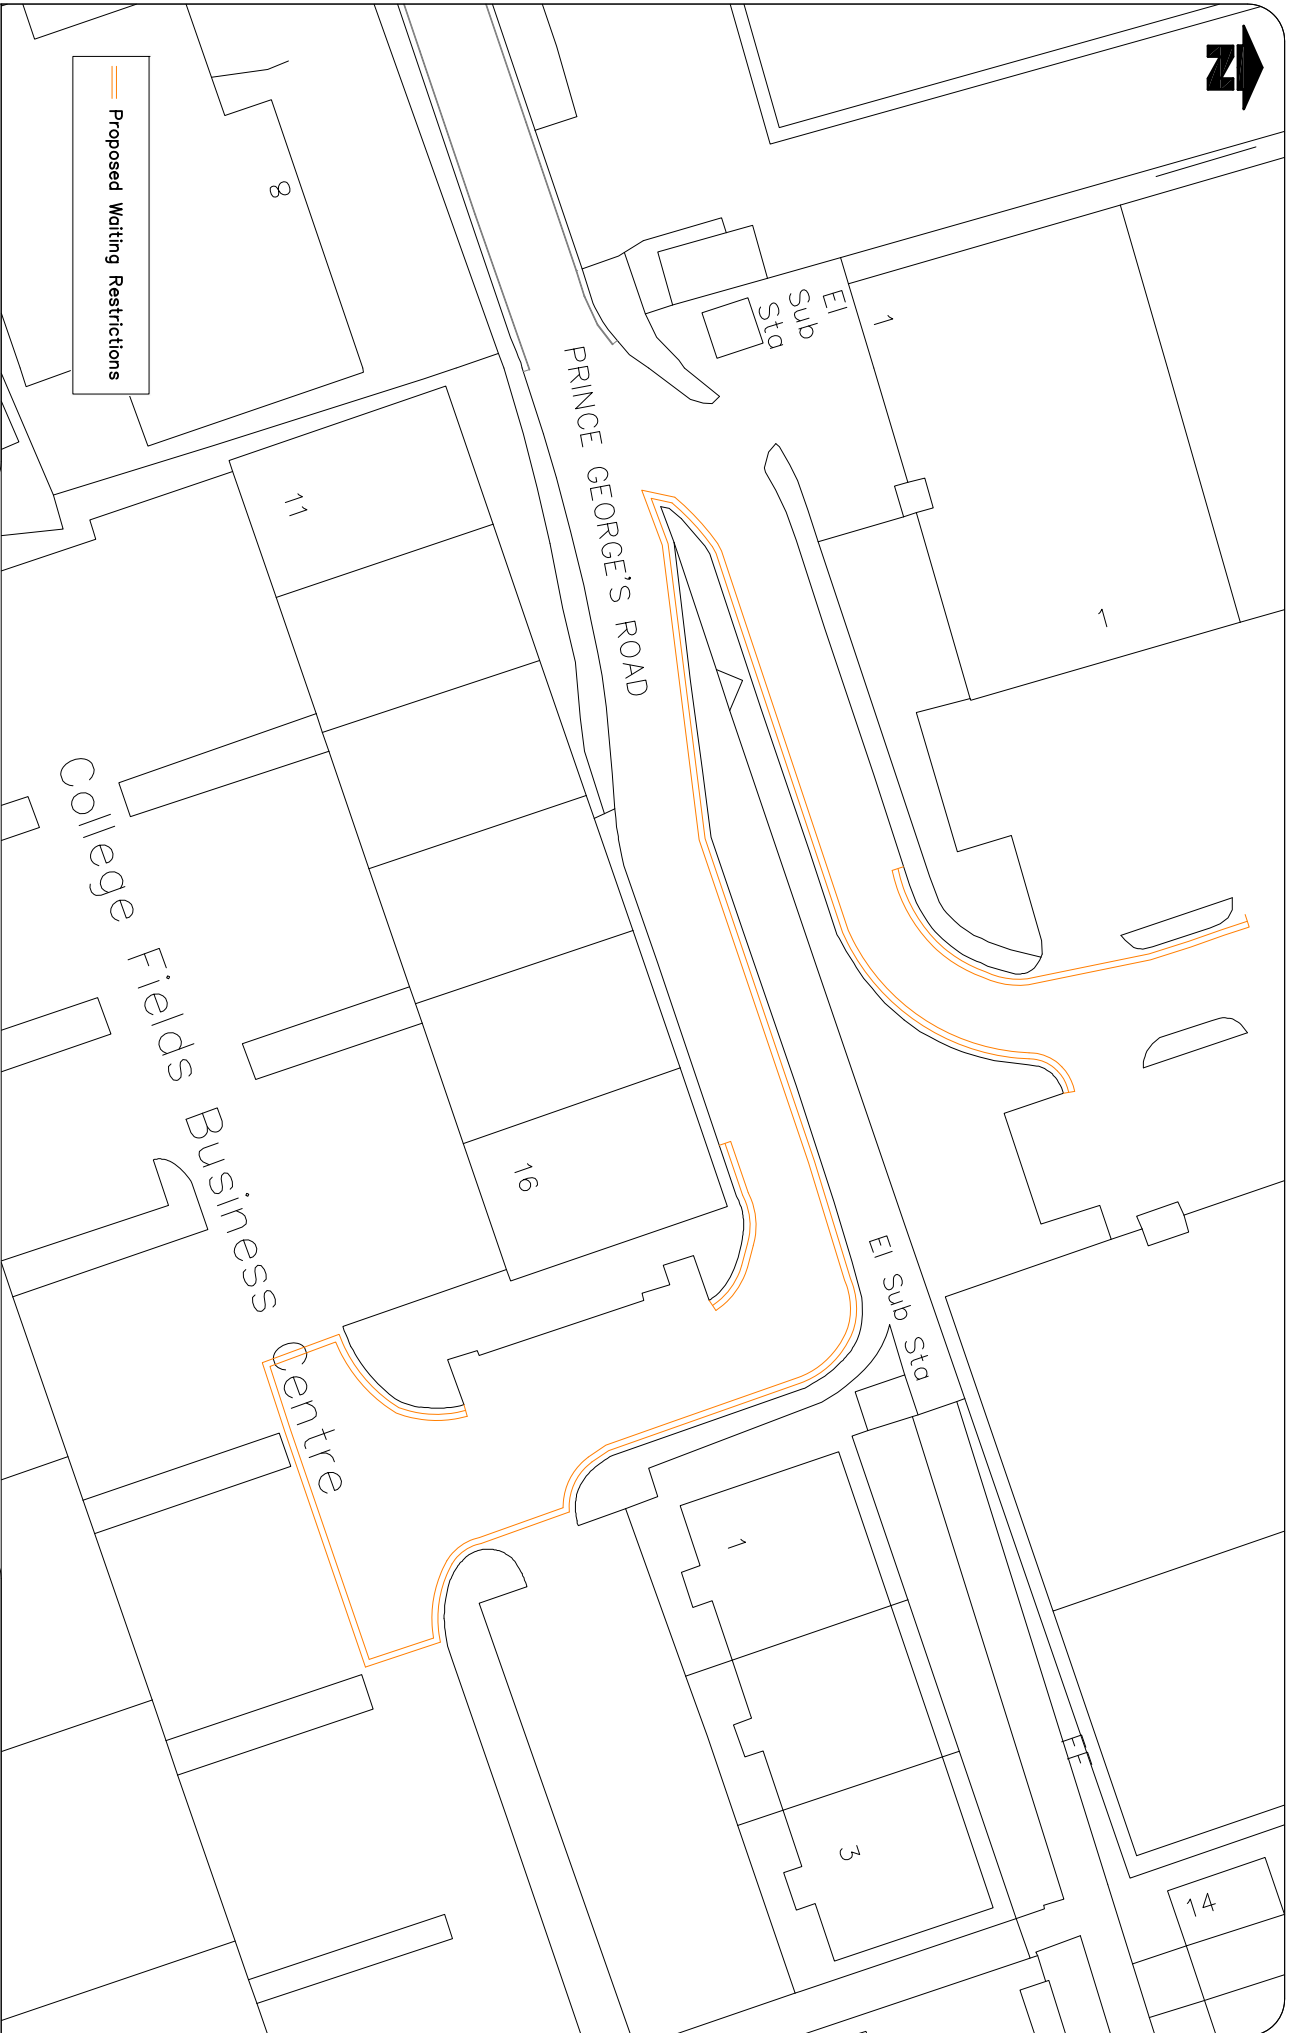 N
1
El
Sub
Sta
8
PRINCE GEORGE'S ROAD
Proposed Waiting Restrictions
11
1
College Fields Business Centre
16
El Sub Sta
1
3
14